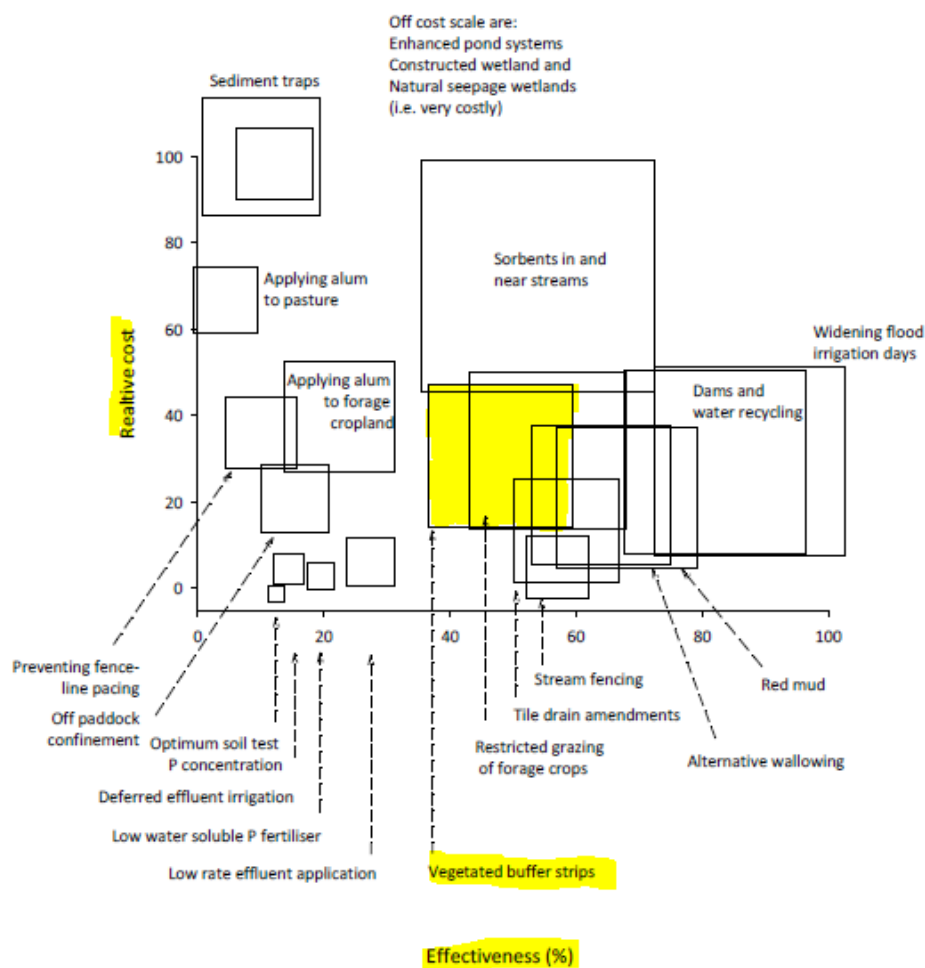 Off cost scale are:
Enhanced pond systems
Constructed wetland and
Natural seepage wetlands
(i.e. very costly)
Sediment traps
100
80
60
40
20
0
Realtive cost
Applying alum
to pasture
Sorbents in and
near streams
Widening flood
irrigation days
Applying alum
to forage
cropland
Dams and
water recycling
0
20
40
60
80
100
Preventing fence-
line pacing
Off paddock
confinement
Optimum soil test
P concentration
Deferred effluent irrigation
Low water soluble P fertiliser
Low rate effluent application
Vegetated buffer strips
Restricted grazing
of forage crops
Tile drain amendments
Stream fencing
Alternative wallowing
Red mud
Effectiveness (%)